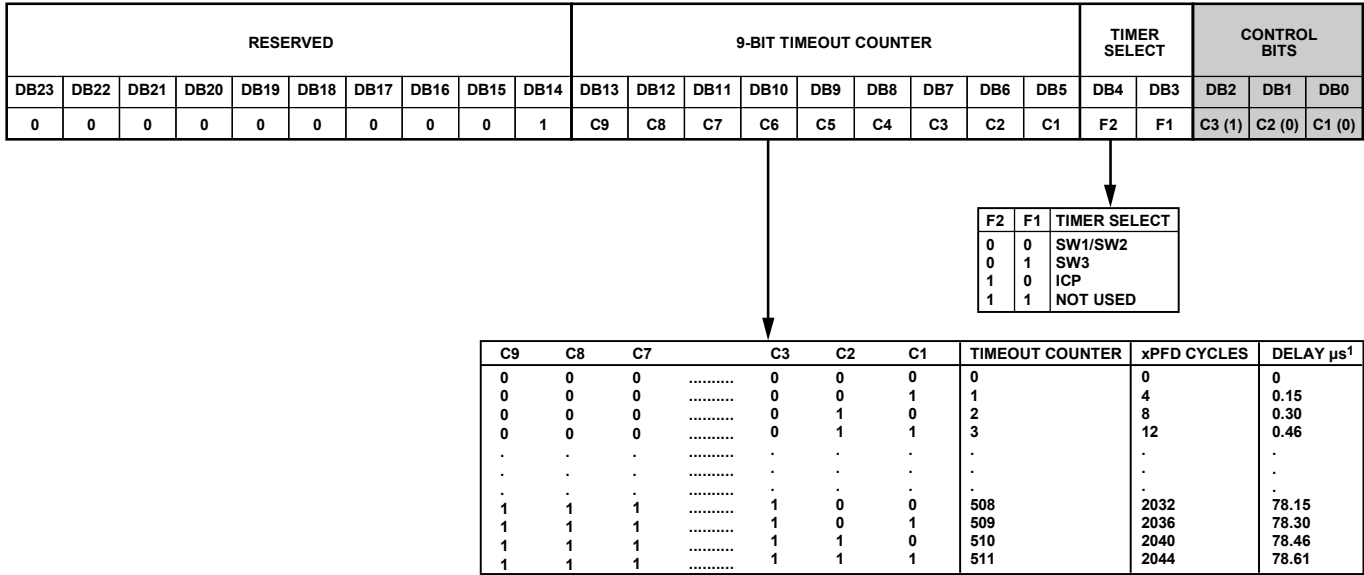 RESERVED 9-BIT TIMEOUT COUNTER TIMER SELECT CONTROL BITS
DB23 DB22 DB21 DB20 DB19 DB18 DB17 DB16 DB15 DB14 DB13 DB12 DB11 DB10 DB9 DB8 DB7 DB6 DB5 DB4 DB3 DB2 DB1 DB0
0 0 0 0 0 0 0 0 0 1 C9 C8 C7 C6 C5 C4 C3 C2 C1 F2 F1 C3 (1) C2 (0) C1 (0)
F2 F1 TIMER SELECT
0 0 SW1/SW2
0 1 SW3
1 0 ICP
1 1 NOT USED
C9 C8 C7 C3 C2 C1 TIMEOUT COUNTER xPFD CYCLES DELAY µs1
0 0 0 .......... 0 0 0 0 0 0
0 0 0 .......... 0 0 1 1 4 0.15
0 0 0 .......... 0 1 0 2 8 0.30
0 0 0 .......... 0 1 1 3 12 0.46
. . . .......... . . . . . .
. . . .......... . . . . . .
. . . .......... . . . . . .
1 1 1 .......... 1 0 0 508 2032 78.15
1 1 1 .......... 1 0 1 509 2036 78.30
1 1 1 .......... 1 1 0 510 2040 78.46
1 1 1 .......... 1 1 1 511 2044 78.61